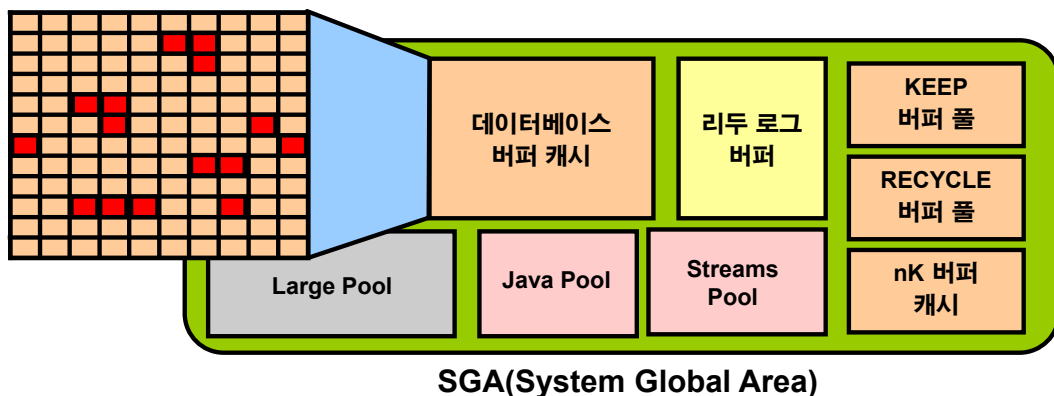 데이터베이스
버퍼 캐시
리두 로그
버퍼
KEEP
버퍼 풀
RECYCLE
버퍼 풀
nK 버퍼
캐시
Large Pool
Java Pool
Streams
Pool
SGA(System Global Area)